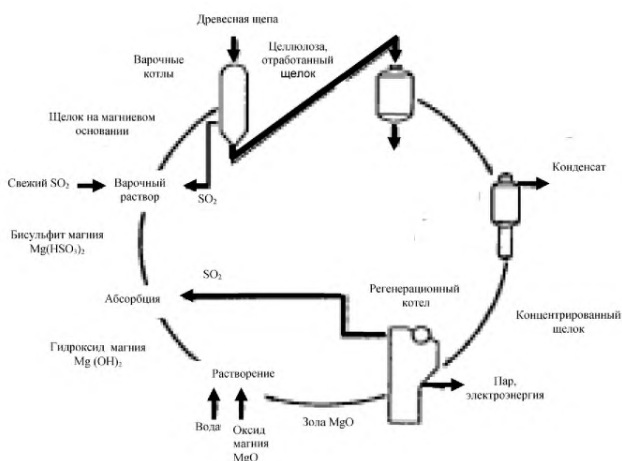 Древесная щепа
Варочные
котлы
Целлюлоза,
отработанный
щелок
Щелок на магниевом
основании
Свежий SO₂
Варочный
раствор
SO₂
Конденсат
Бисульфит магния
Mg(HSO₃)₂
SO₂
Абсорбция
Регенерационный
котел
Концентрированный
щелок
Гидроксид магния
Mg (OH)₂
Растворение
Пар,
электроэнергия
Вода
Оксид
магния
MgO
Зола MgO